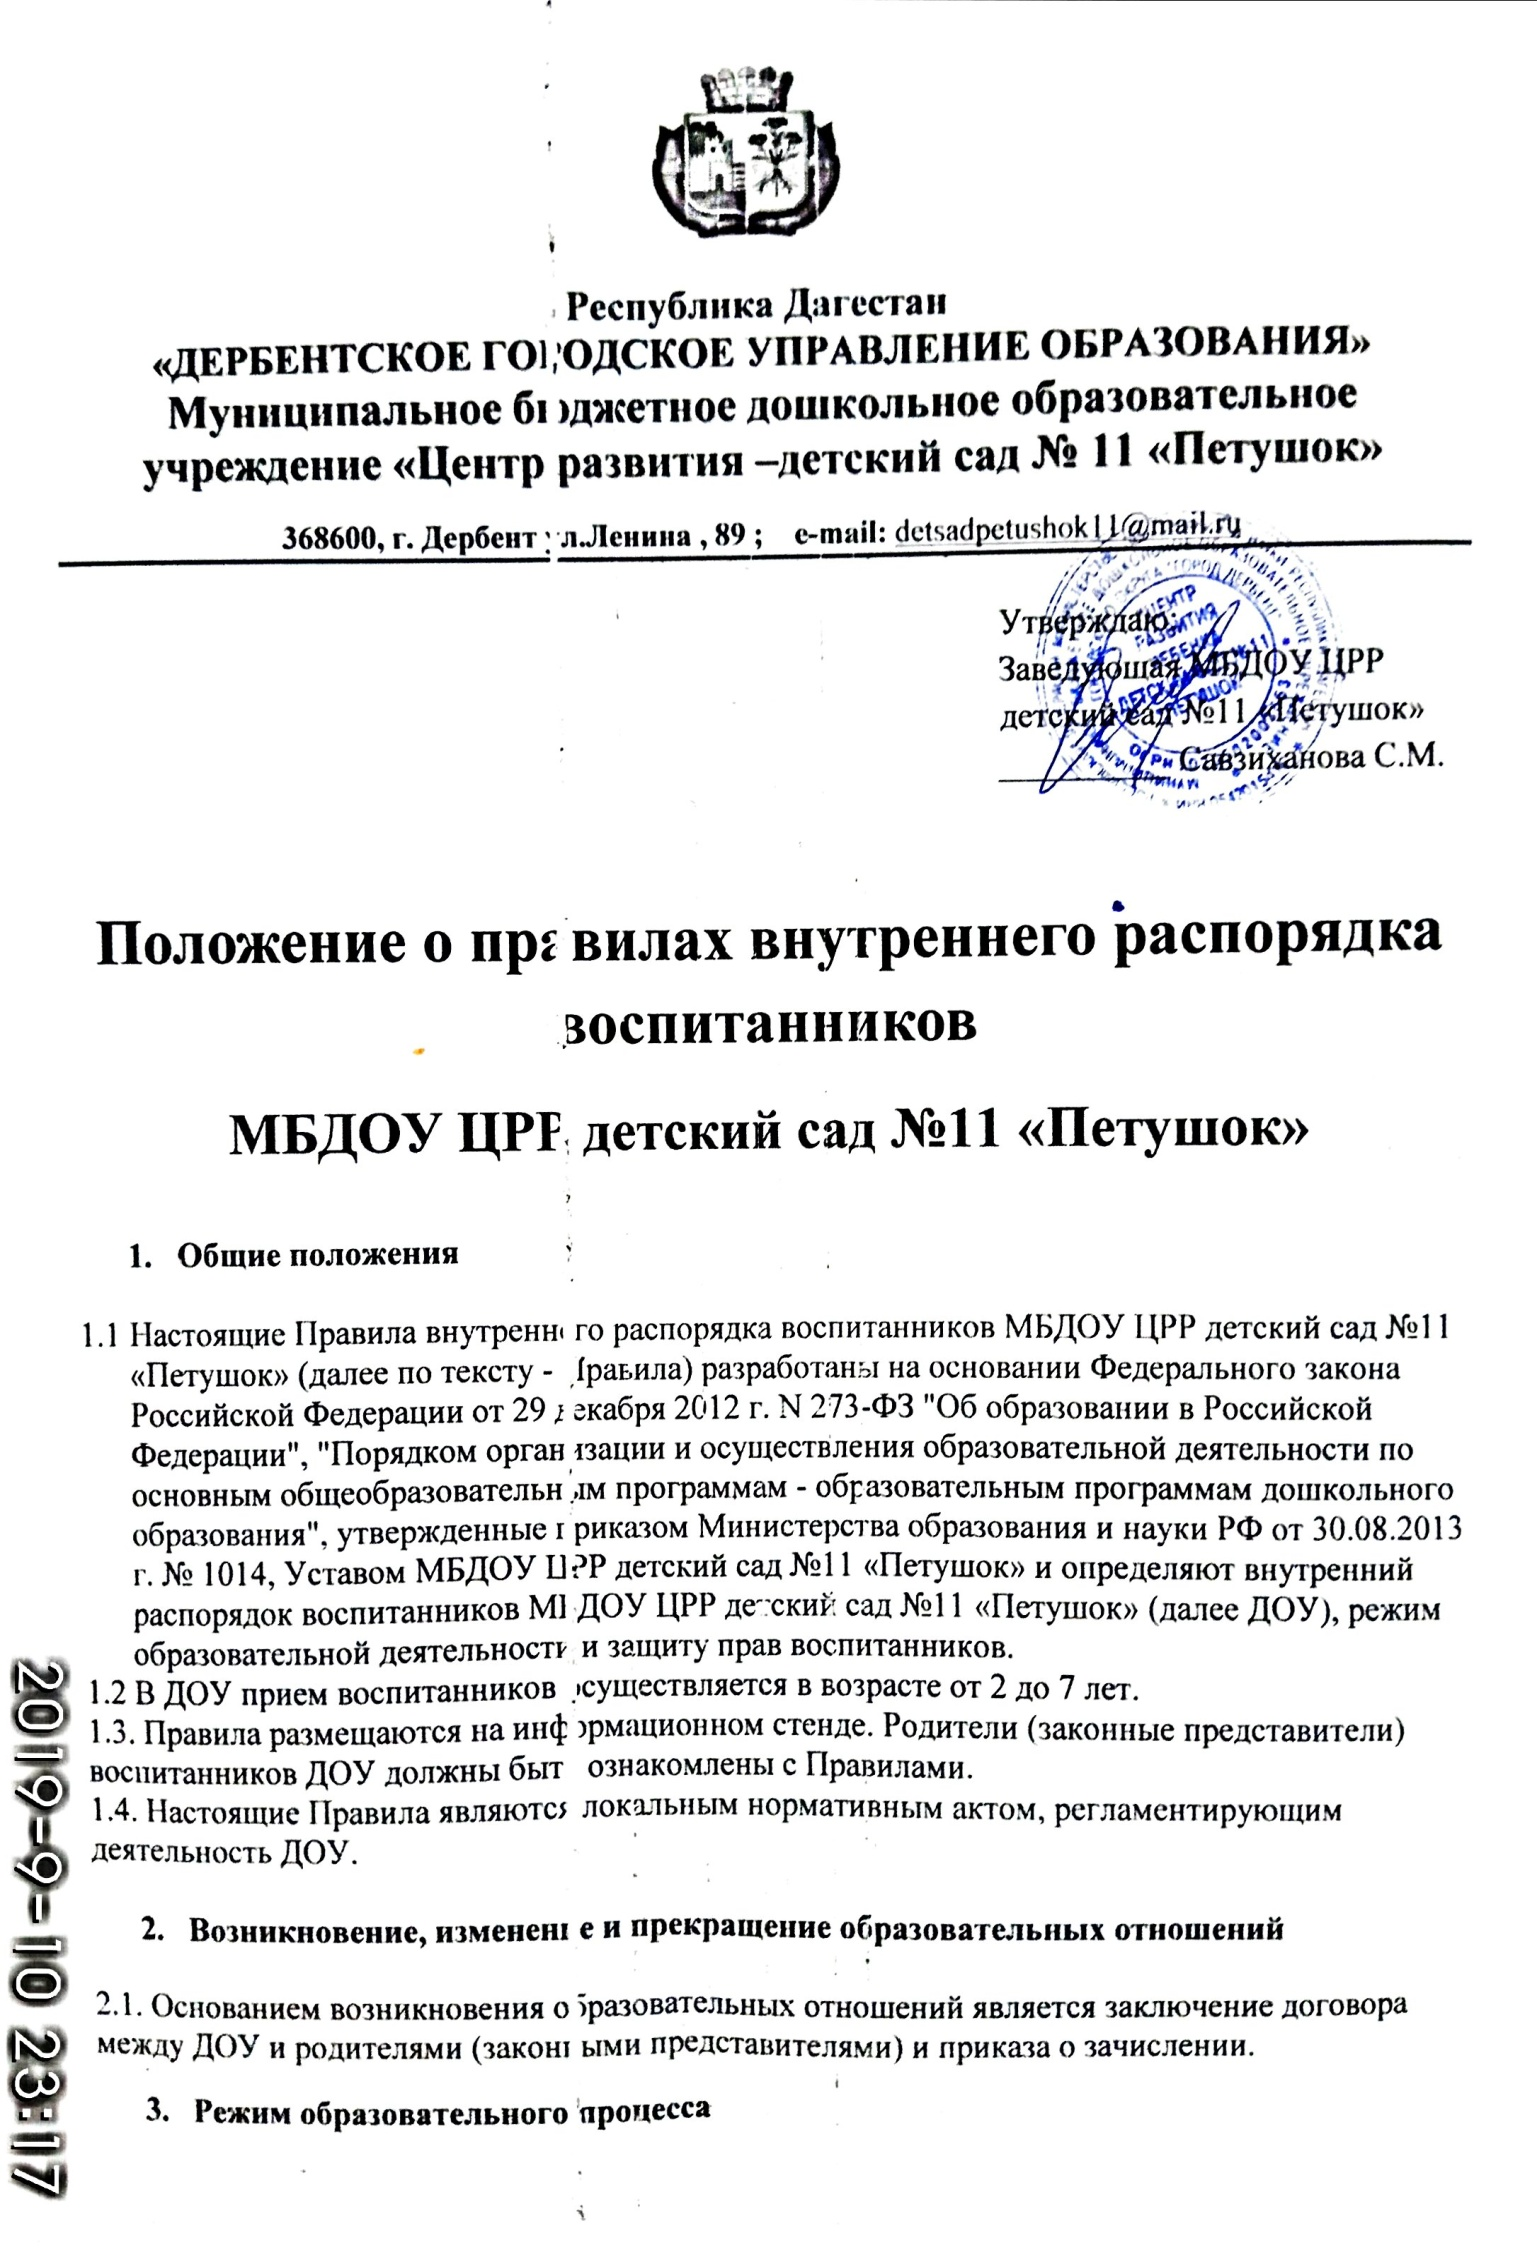 Республика Дагестан
«ДЕРБЕНТСКОЕ ГОРОДСКОЕ УПРАВЛЕНИЕ ОБРАЗОВАНИЯ»
Муниципальное бюджетное дошкольное образовательное
учреждение «Центр развития –детский сад № 11 «Петушок»
368600, г. Дербент ул.Ленина , 89 ; e-mail: detsadpetushok11@mail.ru
Утверждаю:
Заведующая МБДОУ ЦРР
детский сад №11 «Петушок»
Савзиханова С.М.
ЦЕНТР
РАЗВИТИЯ
РЕБЕНКА
ДЕТСКИЙ №11
Положение о правилах внутреннего распорядка
воспитанников
МБДОУ ЦРР детский сад №11 «Петушок»
1. Общие положения
1.1 Настоящие Правила внутреннего распорядка воспитанников МБДОУ ЦРР детский сад №11
«Петушок» (далее по тексту - Правила) разработаны на основании Федерального закона
Российской Федерации от 29 декабря 2012 г. N 273-ФЗ "Об образовании в Российской
Федерации", "Порядком организации и осуществления образовательной деятельности по
основным общеобразовательным программам - образовательным программам дошкольного
образования", утвержденные приказом Министерства образования и науки РФ от 30.08.2013
г. № 1014, Уставом МБДОУ ЦРР детский сад №11 «Петушок» и определяют внутренний
распорядок воспитанников МБДОУ ЦРР детский сад №11 «Петушок» (далее ДОУ), режим
образовательной деятельности и защиту прав воспитанников.
1.2 В ДОУ прием воспитанников осуществляется в возрасте от 2 до 7 лет.
1.3. Правила размещаются на информационном стенде. Родители (законные представители)
воспитанников ДОУ должны быть ознакомлены с Правилами.
1.4. Настоящие Правила являются локальным нормативным актом, регламентирующим
деятельность ДОУ.
2. Возникновение, изменение и прекращение образовательных отношений
2.1. Основанием возникновения образовательных отношений является заключение договора
между ДОУ и родителями (законными представителями) и приказа о зачислении.
3. Режим образовательного процесса
2019-9-10 23:17